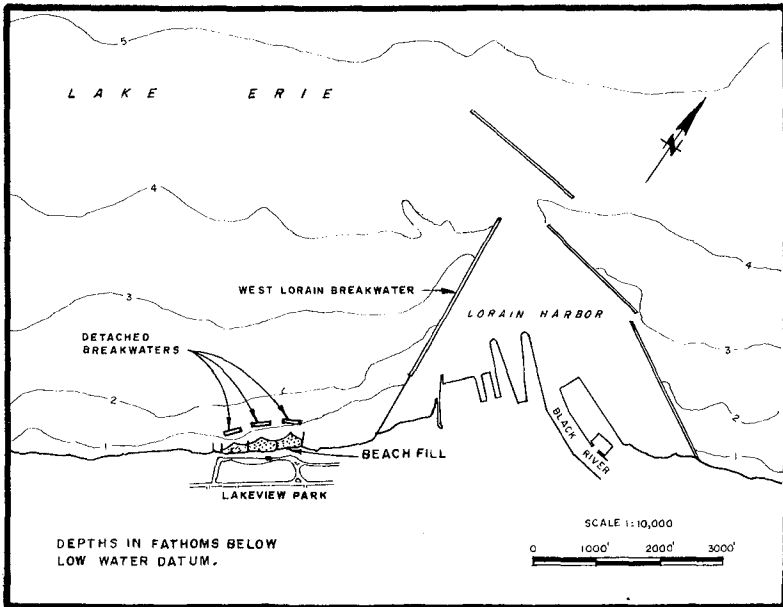 5
LAKE ERIE
N
4
4
WEST LORAIN BREAKWATER
3
LORAIN HARBOR
3
DETACHED
BREAKWATERS
2
2
1
BLACK RIVER
BEACH FILL
1
LAKEVIEW PARK
SCALE 1:10,000
0 1000' 2000' 3000'
DEPTHS IN FATHOMS BELOW
LOW WATER DATUM.